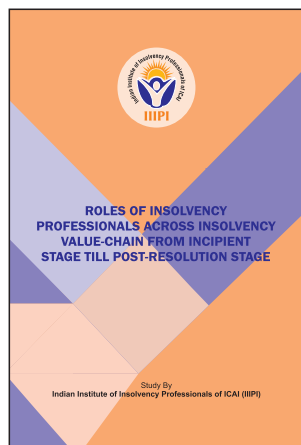 Indian Institute of Insolvency Professionals of ICAI
IIIPI
ROLES OF INSOLVENCY
PROFESSIONALS ACROSS INSOLVENCY
VALUE-CHAIN FROM INCIPIENT
STAGE TILL POST-RESOLUTION STAGE
Study By
Indian Institute of Insolvency Professionals of ICAI (IIIPI)